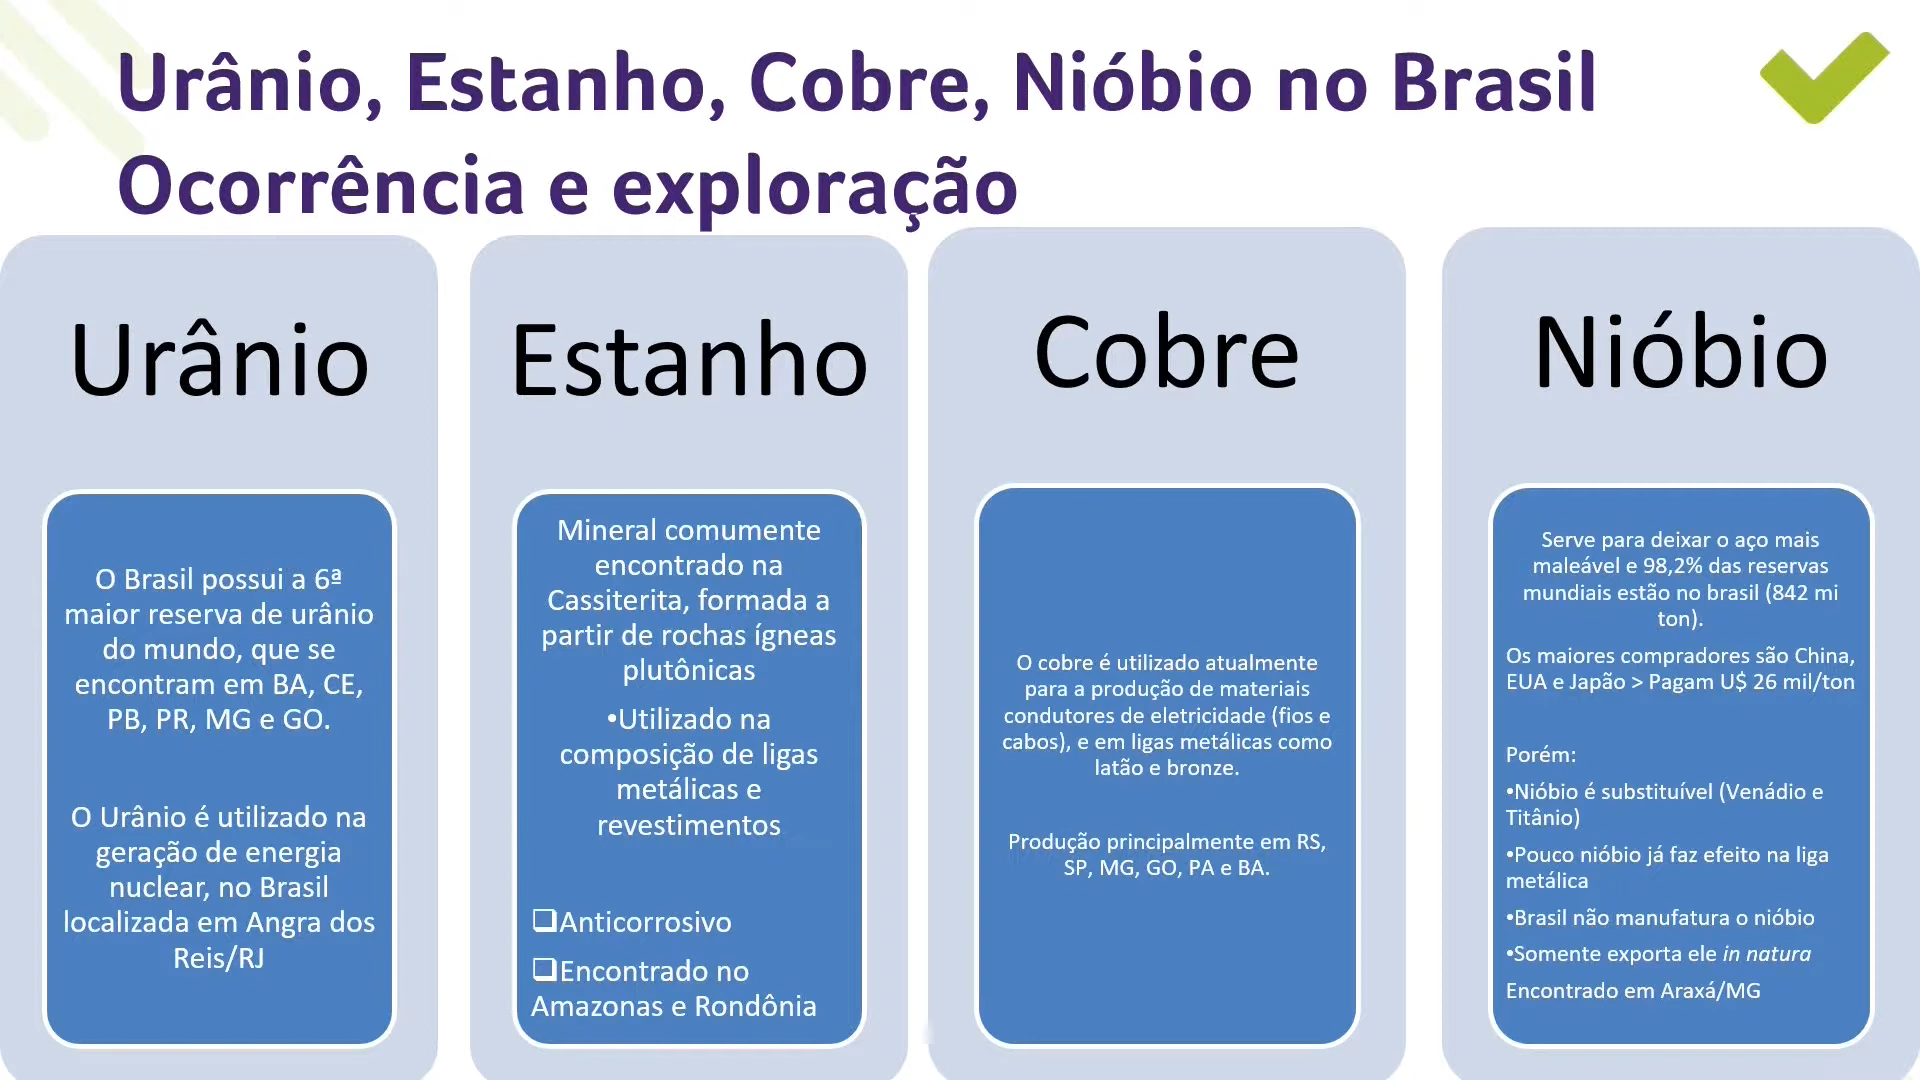 Urânio, Estanho, Cobre, Nióbio no Brasil
Ocorrência e exploração
Urânio
O Brasil possui a 6ª
maior reserva de urânio
do mundo, que se
encontram em BA, CE,
PB, PR, MG e GO.
O Urânio é utilizado na
geração de energia
nuclear, no Brasil
localizada em Angra dos
Reis/RJ
Estanho
Mineral comumente
encontrado na
Cassiterita, formada a
partir de rochas ígneas
plutônicas
•Utilizado na
composição de ligas
metálicas e
revestimentos
❑Anticorrosivo
❑Encontrado no
Amazonas e Rondônia
Cobre
O cobre é utilizado atualmente
para a produção de materiais
condutores de eletricidade (fios e
cabos), e em ligas metálicas como
latão e bronze.
Produção principalmente em RS,
SP, MG, GO, PA e BA.
Nióbio
Serve para deixar o aço mais
maleável e 98,2% das reservas
mundiais estão no brasil (842 mi
ton).
Os maiores compradores são China,
EUA e Japão > Pagam U$ 26 mil/ton
Porém:
•Nióbio é substituível (Venádio e
Titânio)
•Pouco nióbio já faz efeito na liga
metálica
•Brasil não manufatura o nióbio
•Somente exporta ele in natura
Encontrado em Araxá/MG